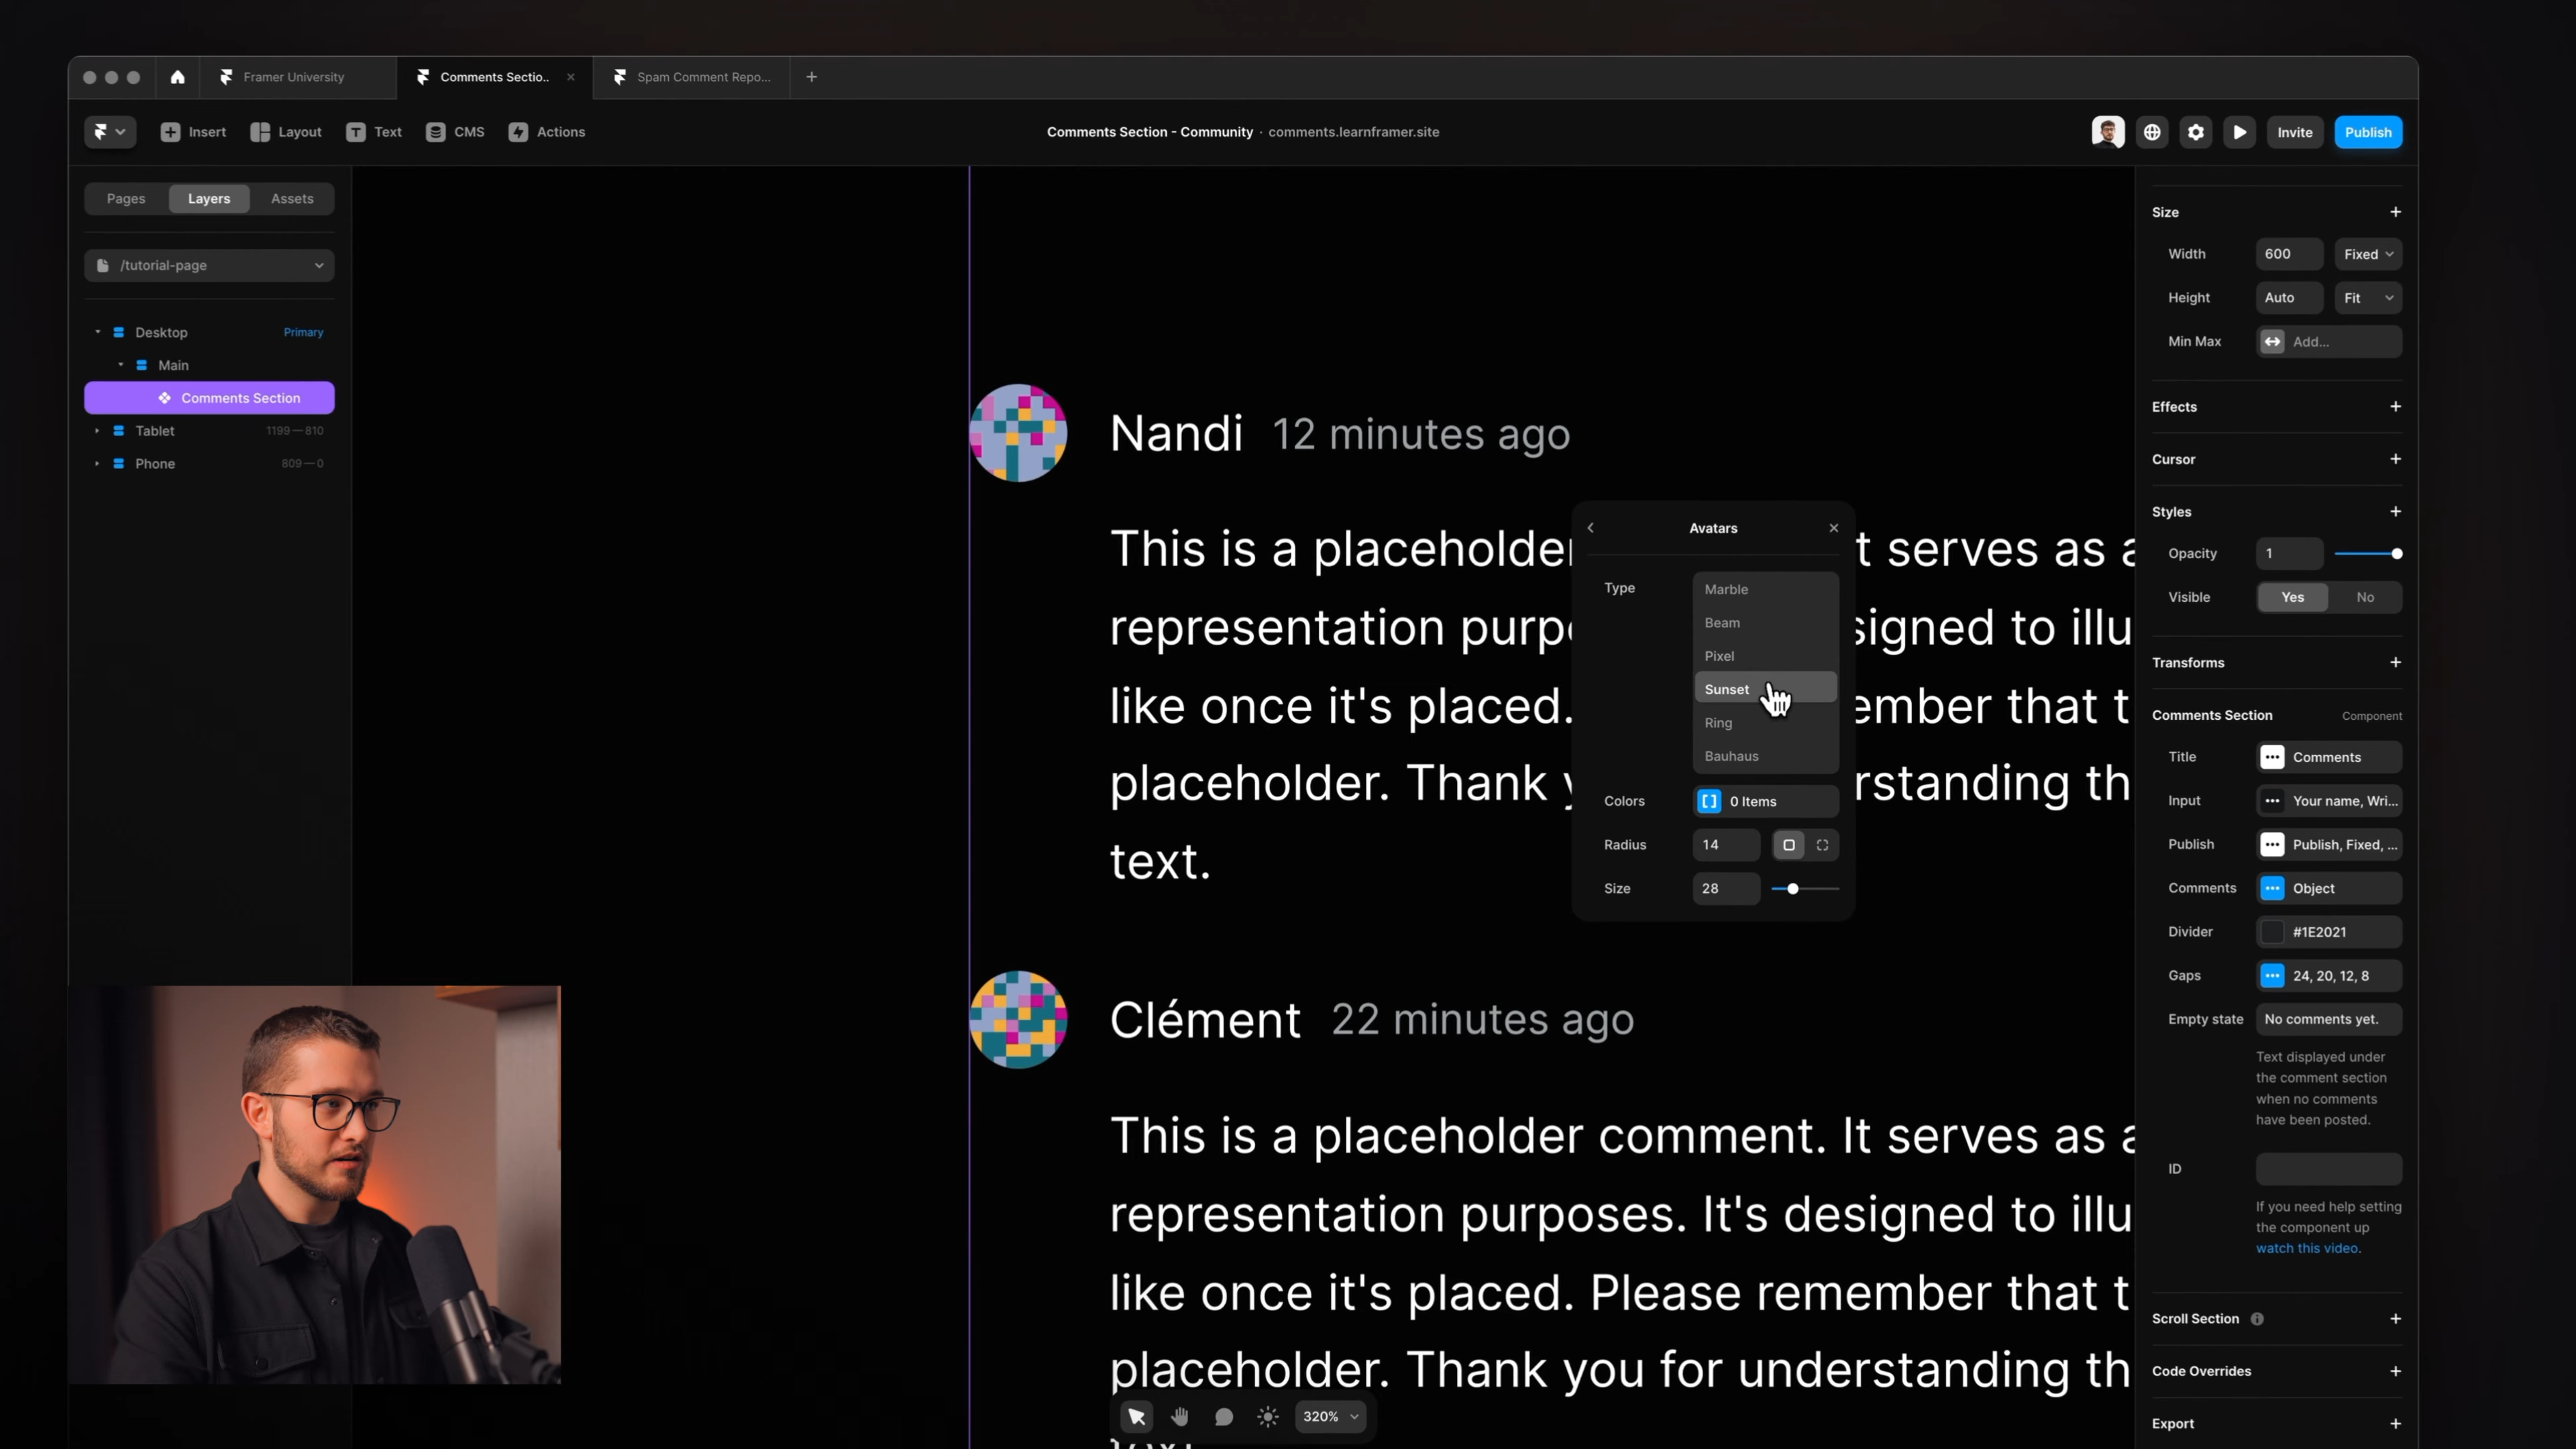 Framer University
Comments Sectio..
Spam Comment Repo...
Insert
Layout
Text
CMS
Actions
Comments Section - Community · comments.learnframer.site
Invite
Publish
Pages
Layers
Assets
/tutorial-page
Desktop
Primary
Main
Comments Section
Tablet
1199—810
Phone
809—0
Nandi 12 minutes ago
This is a placeholder
t serves as a
representation purp
signed to illu
like once it's placed.
ember that t
placeholder. Thank y
rstanding th
text.
Avatars
Type
Marble
Beam
Pixel
Sunset
Ring
Bauhaus
Colors
0 Items
Radius
14
Size
28
Clément 22 minutes ago
This is a placeholder comment. It serves as a
representation purposes. It's designed to illu
like once it's placed. Please remember that t
placeholder. Thank you for understanding th
320%
Size
Width
600
Fixed
Height
Auto
Fit
Min Max
Add...
Effects
Cursor
Styles
Opacity
1
Visible
Yes
No
Transforms
Comments Section
Component
Title
Comments
Input
Your name, Wri...
Publish
Publish, Fixed, ...
Comments
Object
Divider
#1E2021
Gaps
24, 20, 12, 8
Empty state
No comments yet.
Text displayed under
the comment section
when no comments
have been posted.
ID
If you need help setting
the component up
watch this video.
Scroll Section
Code Overrides
Export